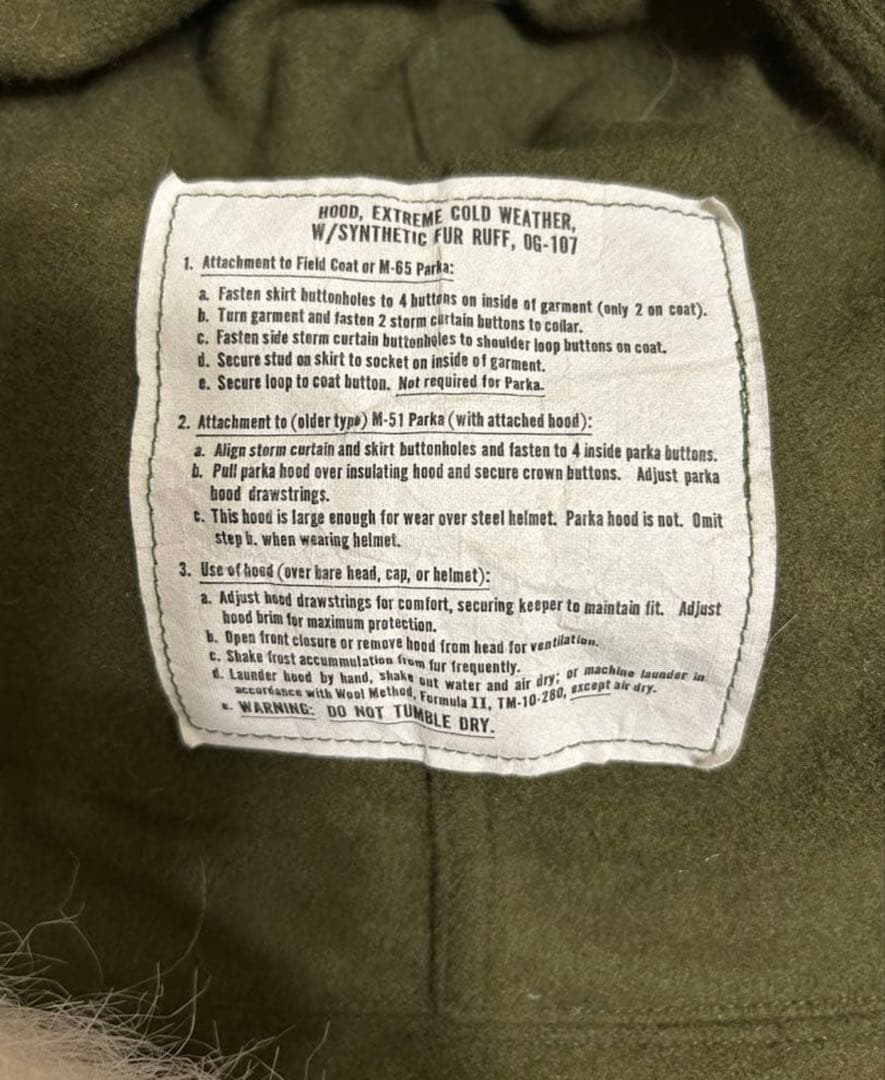 HOOD, EXTREME COLD WEATHER,
W/SYNTHETIC FUR RUFF, OG-107
1. Attachment to Field Coat or M-65 Parka:
a. Fasten skirt buttonholes to 4 buttons on inside of garment (only 2 on coat).
b. Turn garment and fasten 2 storm curtain buttons to collar.
c. Fasten side storm curtain buttonholes to shoulder loop buttons on coat.
d. Secure stud on skirt to socket on inside of garment.
e. Secure loop to coat button. Not required for Parka.
2. Attachment to (older type) M-51 Parka (with attached hood):
a. Align storm curtain and skirt buttonholes and fasten to 4 inside parka buttons.
b. Pull parka hood over insulating hood and secure crown buttons. Adjust parka
hood drawstrings.
c. This hood is large enough for wear over steel helmet. Parka hood is not. Omit
step b. when wearing helmet.
3. Use of hood (over bare head, cap, or helmet):
a. Adjust hood drawstrings for comfort, securing keeper to maintain fit. Adjust
hood brim for maximum protection.
b. Open front closure or remove hood from head for ventilation.
c. Shake frost accummulation from fur frequently.
d. Launder hood by hand, shake out water and air dry; or machine launder in
accordance with Wool Method, Formula II, TM-10-280, except air dry.
e. WARNING: DO NOT TUMBLE DRY.